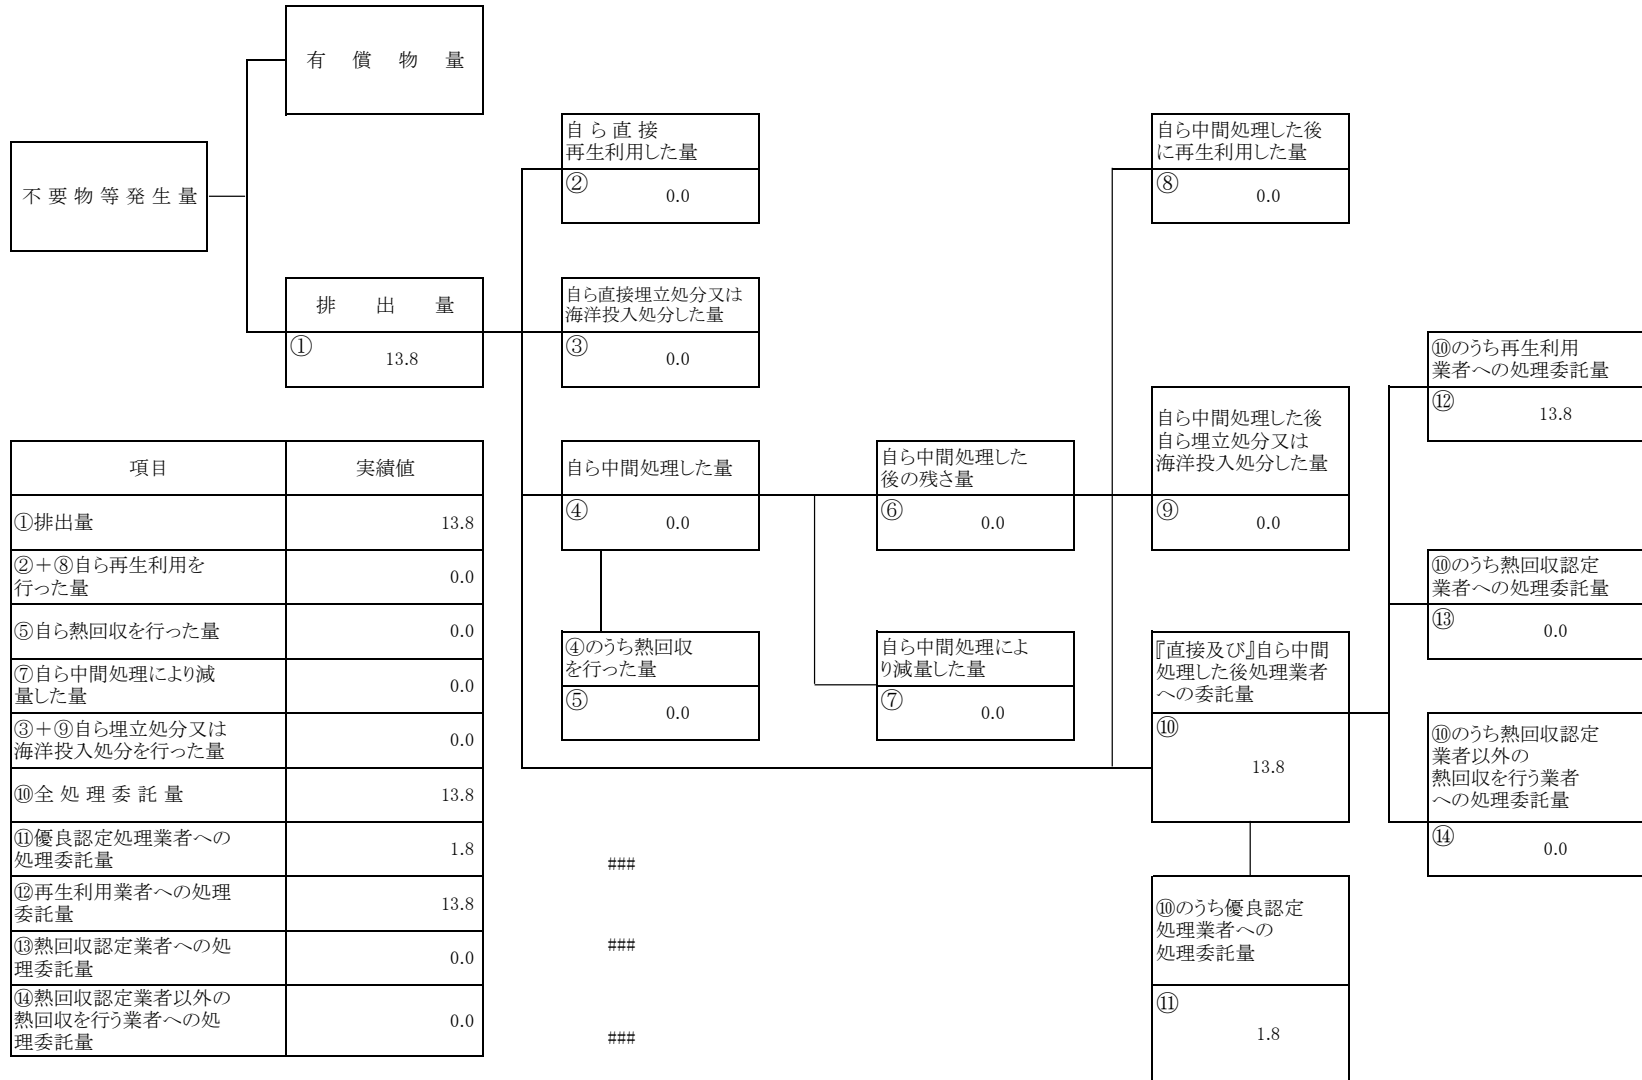 有 償 物 量
不 要 物 等 発 生 量
排 出 量
①
13.8
自 ら 直 接
再生利用した量
②
0.0
自ら直接埋立処分又は
海洋投入処分した量
③
0.0
自ら中間処理した量
④
0.0
④のうち熱回収
を行った量
⑤
0.0
自ら中間処理した
後の残さ量
⑥
0.0
自ら中間処理によ
り減量した量
⑦
0.0
自ら中間処理した後
に再生利用した量
⑧
0.0
自ら中間処理した後
自ら埋立処分又は
海洋投入処分した量
⑨
0.0
『直接及び』自ら中間
処理した後処理業者
への委託量
⑩
13.8
⑩のうち優良認定
処理業者への
処理委託量
⑪
1.8
⑩のうち再生利用
業者への処理委託量
⑫
13.8
⑩のうち熱回収認定
業者への処理委託量
⑬
0.0
⑩のうち熱回収認定
業者以外の
熱回収を行う業者
への処理委託量
⑭
0.0
項目 実績値
①排出量 13.8
②＋⑧自ら再生利用を
行った量 0.0
⑤自ら熱回収を行った量 0.0
⑦自ら中間処理により減
量した量 0.0
③＋⑨自ら埋立処分又は
海洋投入処分を行った量 0.0
⑩全 処 理 委 託 量 13.8
⑪優良認定処理業者への
処理委託量 1.8
⑫再生利用業者への処理
委託量 13.8
⑬熱回収認定業者への処
理委託量 0.0
⑭熱回収認定業者以外の
熱回収を行う業者への処
理委託量 0.0
###
###
###